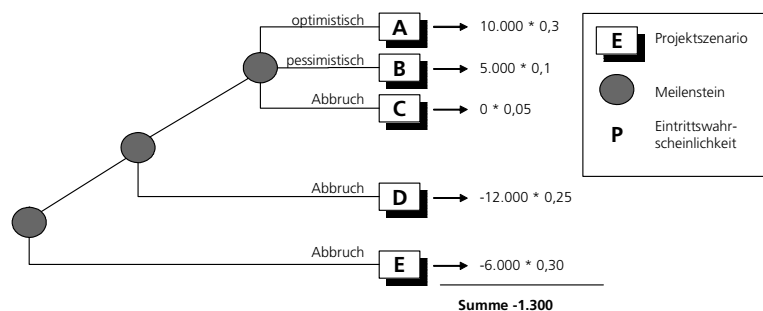 optimistisch A 10.000 * 0,3
pessimistisch B 5.000 * 0,1
Abbruch C 0 * 0,05
Abbruch D -12.000 * 0,25
Abbruch E -6.000 * 0,30
Summe -1.300
E Projektszenario
Meilenstein
P Eintrittswahr-
scheinlichkeit